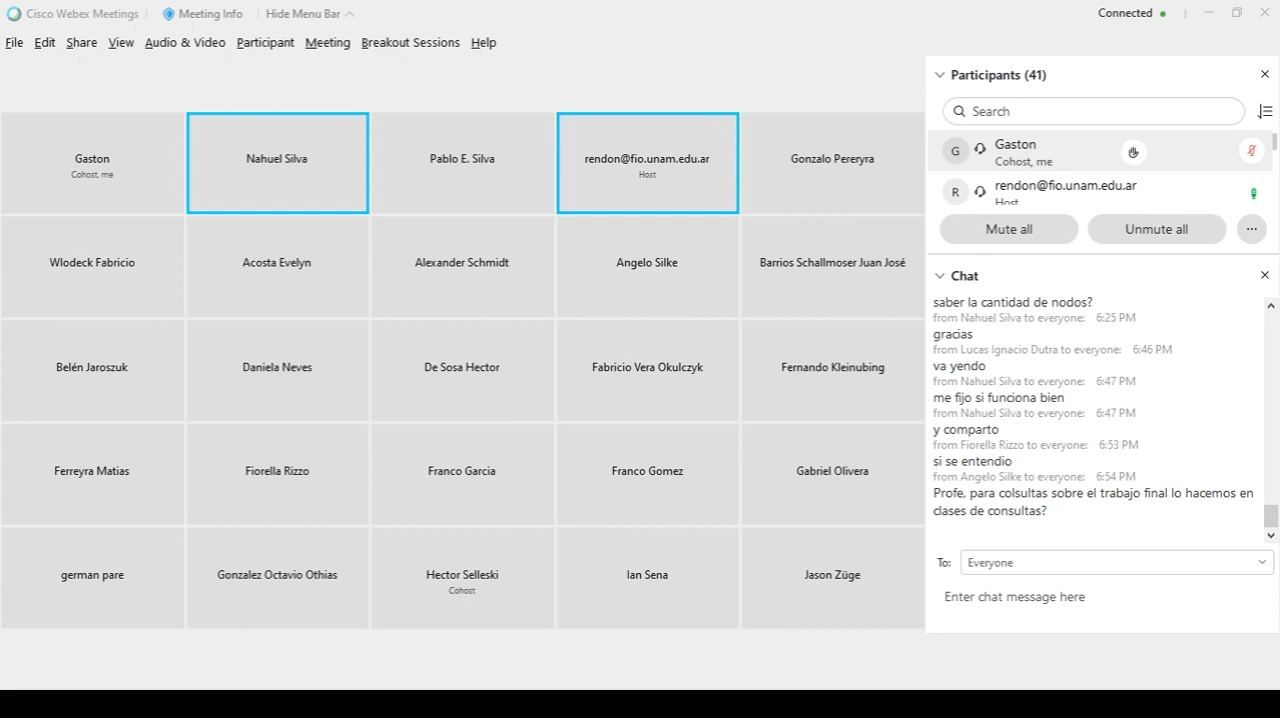 Cisco Webex Meetings
Meeting Info
Hide Menu Bar
Connected
File Edit Share View Audio & Video Participant Meeting Breakout Sessions Help
Gaston
Cohost, me
Nahuel Silva
Pablo E. Silva
rendon@fio.unam.edu.ar
Host
Gonzalo Pereryra
Wlodeck Fabricio
Acosta Evelyn
Alexander Schmidt
Angelo Silke
Barrios Schallmoser Juan José
Belén Jaroszuk
Daniela Neves
De Sosa Hector
Fabricio Vera Okulczyk
Fernando Kleinubing
Ferreyra Matias
Fiorella Rizzo
Franco Garcia
Franco Gomez
Gabriel Olivera
german pare
Gonzalez Octavio Othias
Hector Selleski
Cohost
Ian Sena
Jason Züge
Participants (41)
Search
G
Gaston
Cohost, me
R
rendon@fio.unam.edu.ar
Host
Mute all
Unmute all
Chat
saber la cantidad de nodos?
from Nahuel Silva to everyone: 6:25 PM
gracias
from Lucas Ignacio Dutra to everyone: 6:46 PM
va yendo
from Nahuel Silva to everyone: 6:47 PM
me fijo si funciona bien
from Nahuel Silva to everyone: 6:47 PM
y comparto
from Fiorella Rizzo to everyone: 6:53 PM
si se entendio
from Angelo Silke to everyone: 6:54 PM
Profe, para colsultas sobre el trabajo final lo hacemos en
clases de consultas?
To: Everyone
Enter chat message here